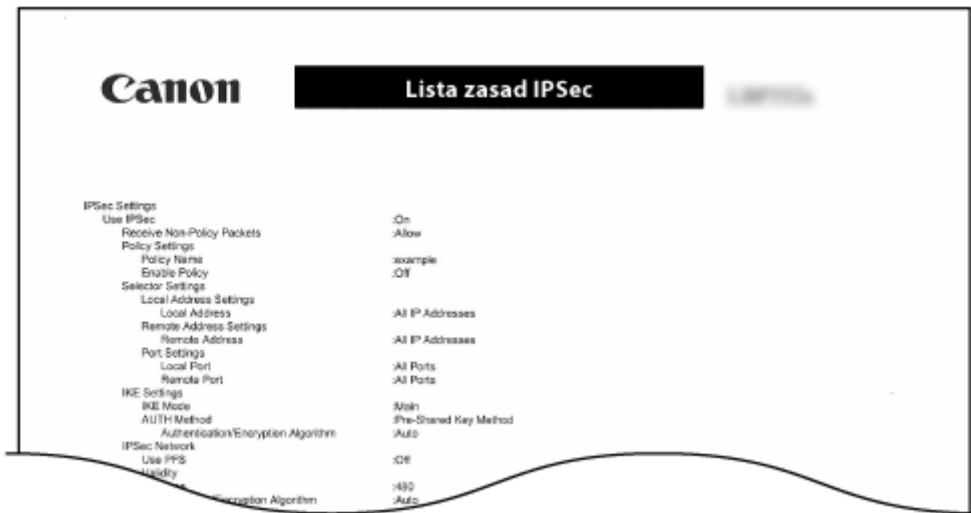 Canon
Lista zasad IPSec
IPSec Settings
Use IPSec :On
Receive Non-Policy Packets :Allow
Policy Settings
Policy Name :example
Enable Policy :Off
Selector Settings
Local Address Settings
Local Address :All IP Addresses
Remote Address Settings
Remote Address :All IP Addresses
Port Settings
Local Port :All Ports
Remote Port :All Ports
IKE Settings
IKE Mode :Main
AUTH Method :Pre-Shared Key Method
Authentication/Encryption Algorithm :Auto
IPSec Network
Use PFS :Off
Validity
:480
/Encryption Algorithm :Auto